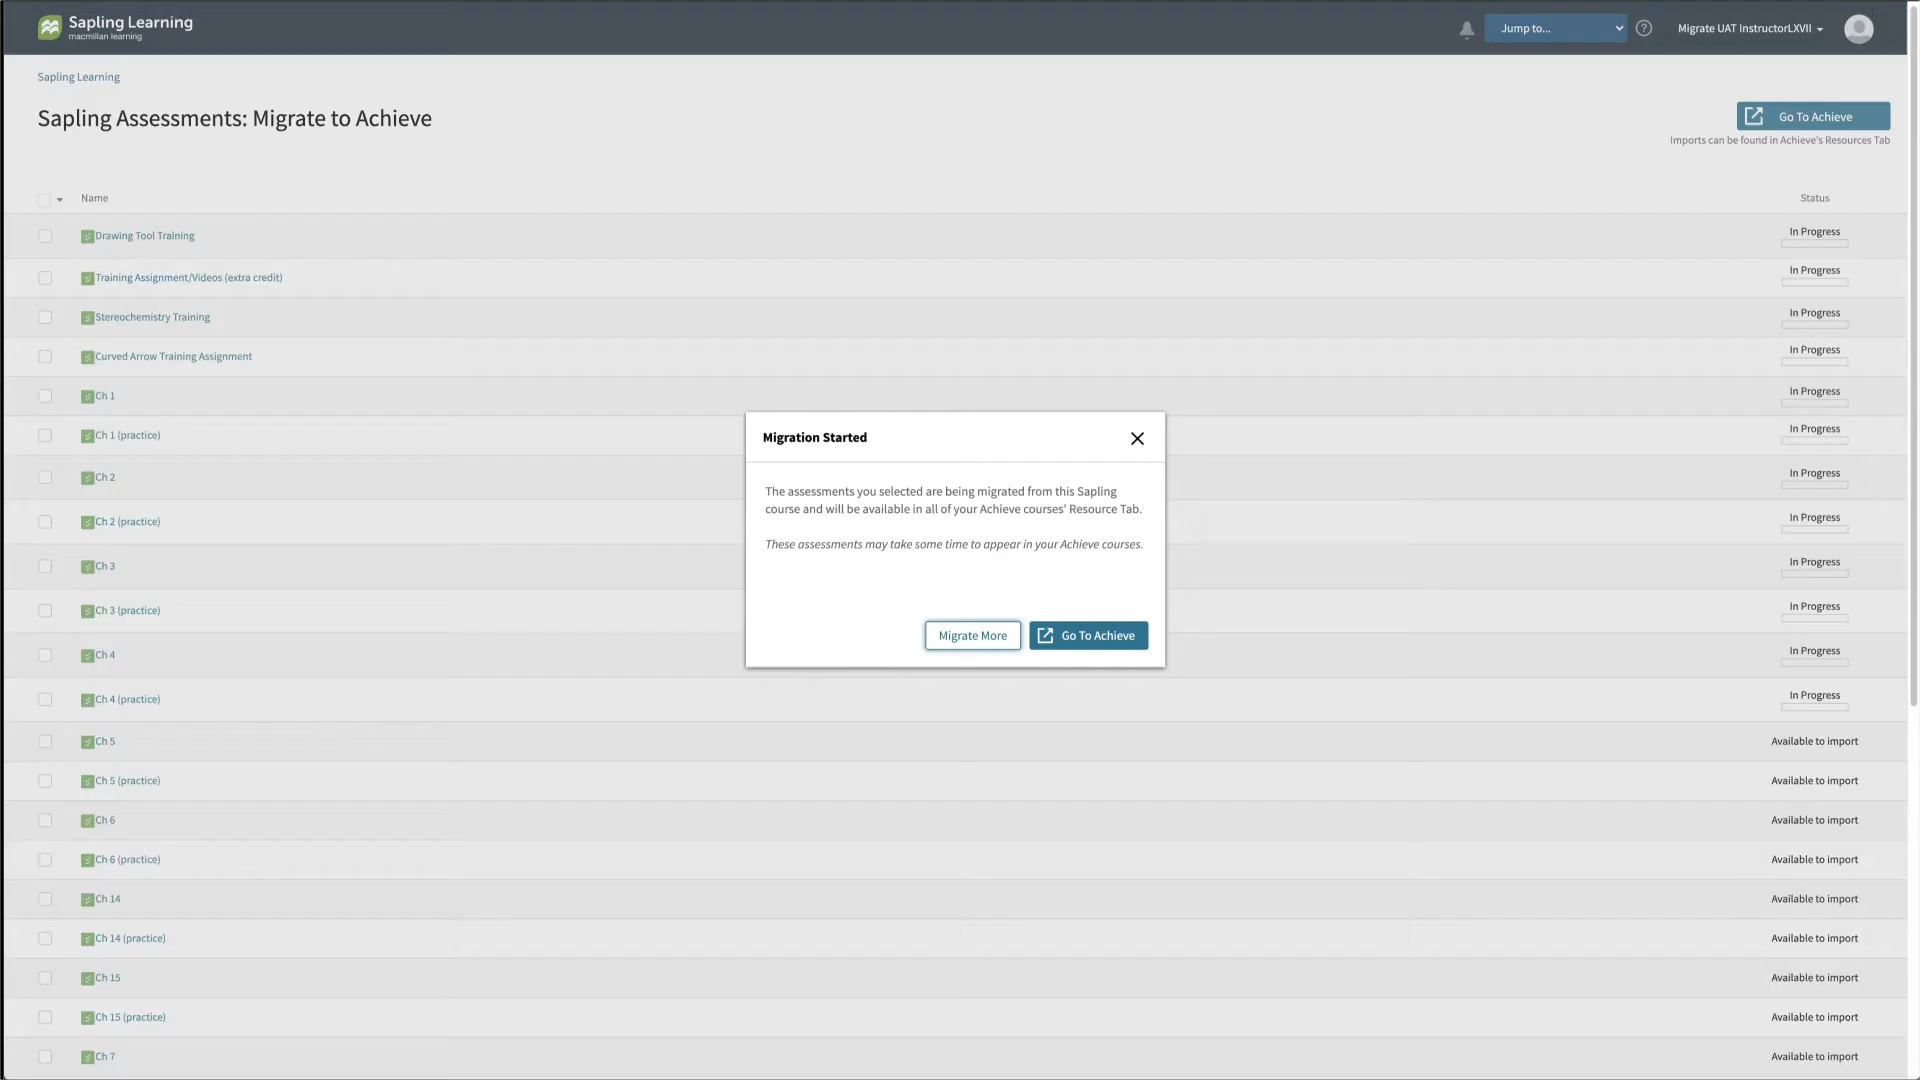 Sapling Learning
macmillan learning
Jump to...
Migrate UAT InstructorLXVII
Sapling Learning
Sapling Assessments: Migrate to Achieve
Go To Achieve
Imports can be found in Achieve's Resources Tab
Name
Status
Drawing Tool Training
In Progress
Training Assignment/Videos (extra credit)
In Progress
Stereochemistry Training
In Progress
Curved Arrow Training Assignment
In Progress
Ch 1
In Progress
Ch 1 (practice)
In Progress
Ch 2
In Progress
Ch 2 (practice)
In Progress
Ch 3
In Progress
Ch 3 (practice)
In Progress
Ch 4
In Progress
Ch 4 (practice)
In Progress
Ch 5
Available to import
Ch 5 (practice)
Available to import
Ch 6
Available to import
Ch 6 (practice)
Available to import
Ch 14
Available to import
Ch 14 (practice)
Available to import
Ch 15
Available to import
Ch 15 (practice)
Available to import
Ch 7
Available to import
Migration Started
The assessments you selected are being migrated from this Sapling
course and will be available in all of your Achieve courses' Resource Tab.
These assessments may take some time to appear in your Achieve courses.
Migrate More
Go To Achieve